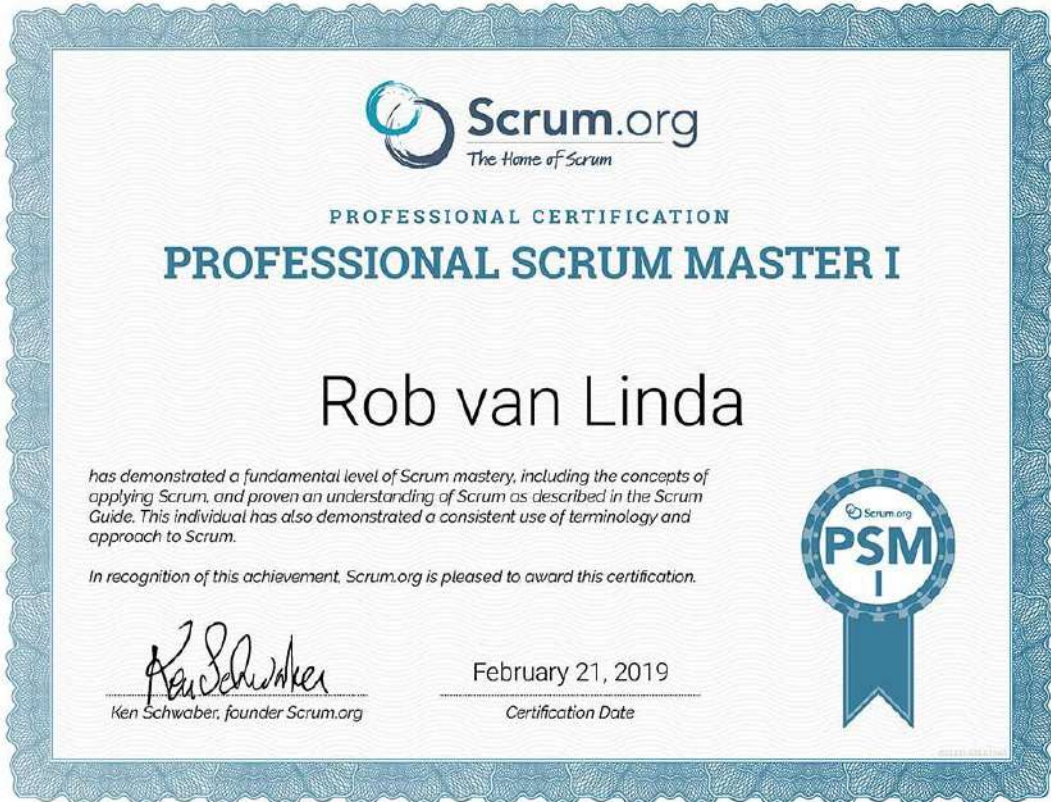 Scrum.org
The Home of Scrum
PROFESSIONAL CERTIFICATION
PROFESSIONAL SCRUM MASTER I
Rob van Linda
has demonstrated a fundamental level of Scrum mastery, including the concepts of
applying Scrum, and proven an understanding of Scrum as described in the Scrum
Guide. This individual has also demonstrated a consistent use of terminology and
approach to Scrum.
In recognition of this achievement, Scrum.org is pleased to award this certification.
Scrum.org
PSM
I
Ken Schwaber
February 21, 2019
Ken Schwaber, founder Scrum.org
Certification Date